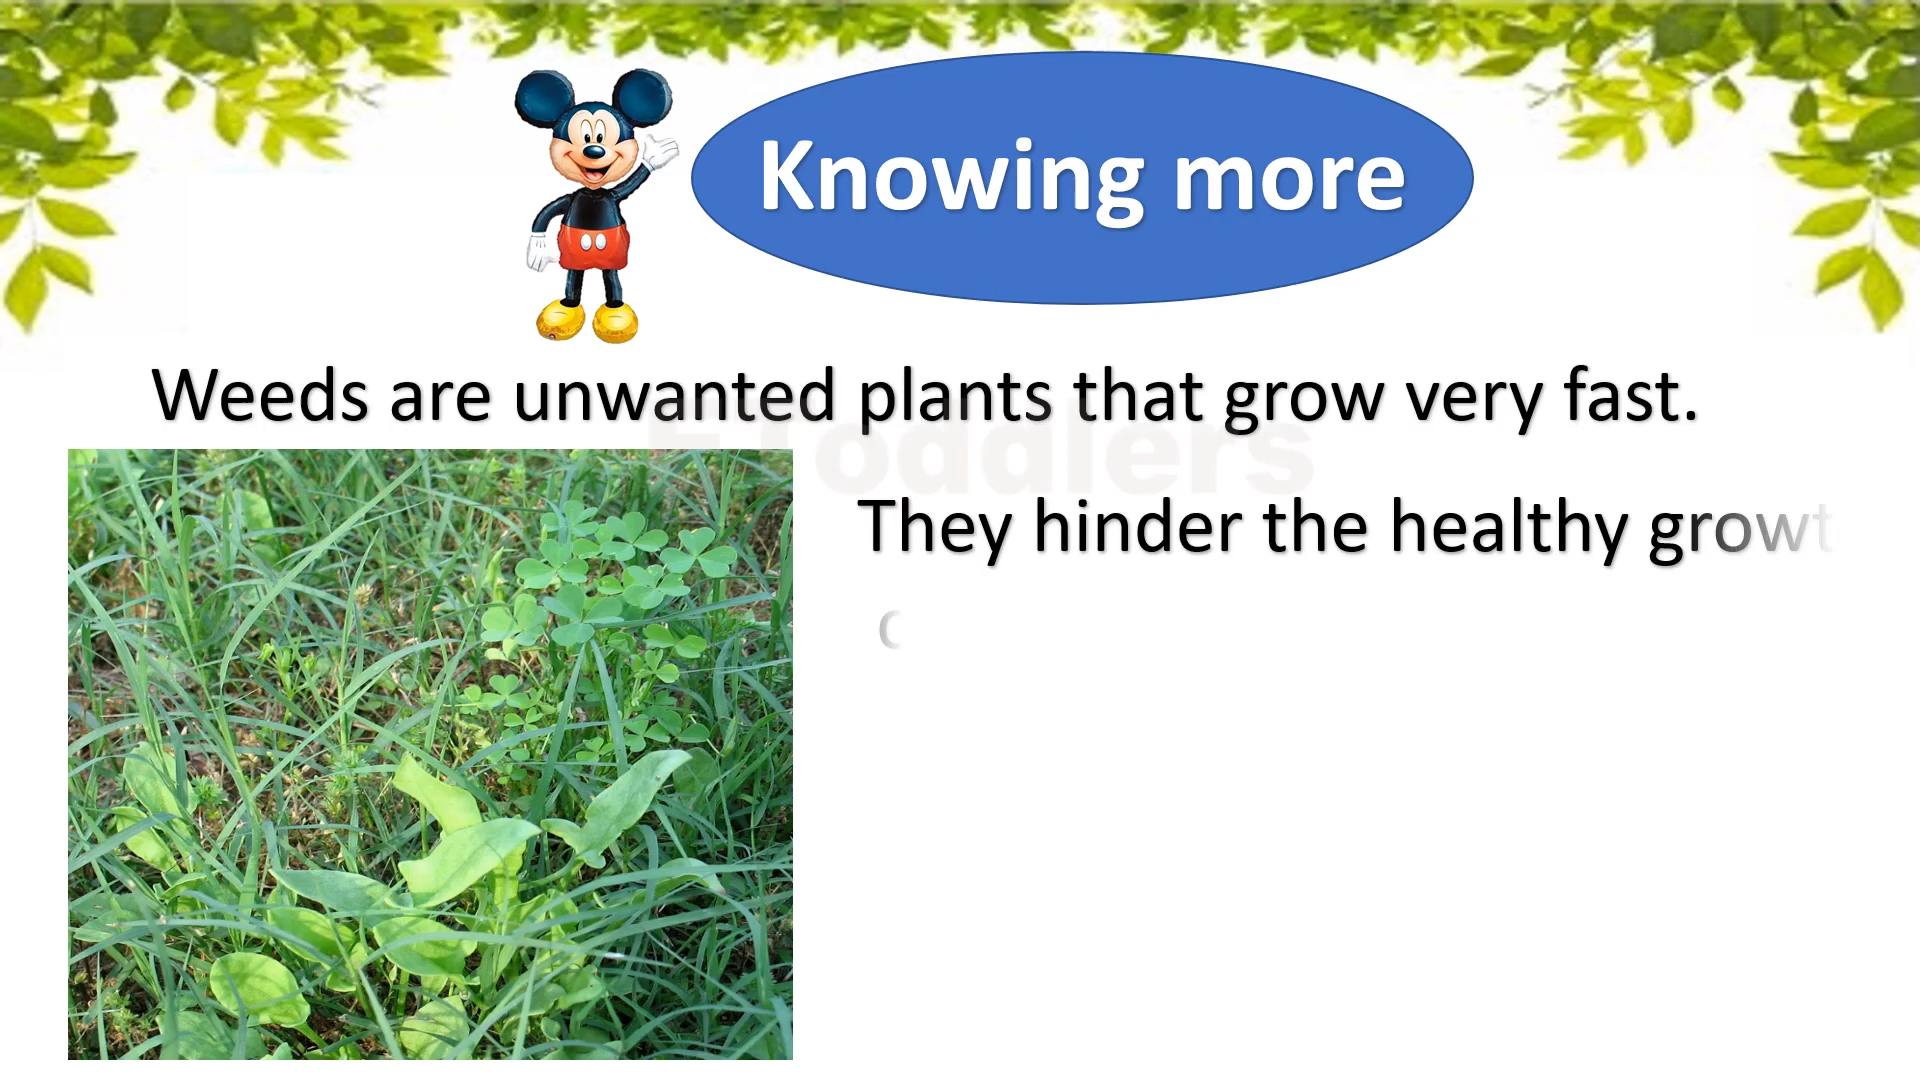 Knowing more
Weeds are unwanted plants that grow very fast.
They hinder the healthy growt